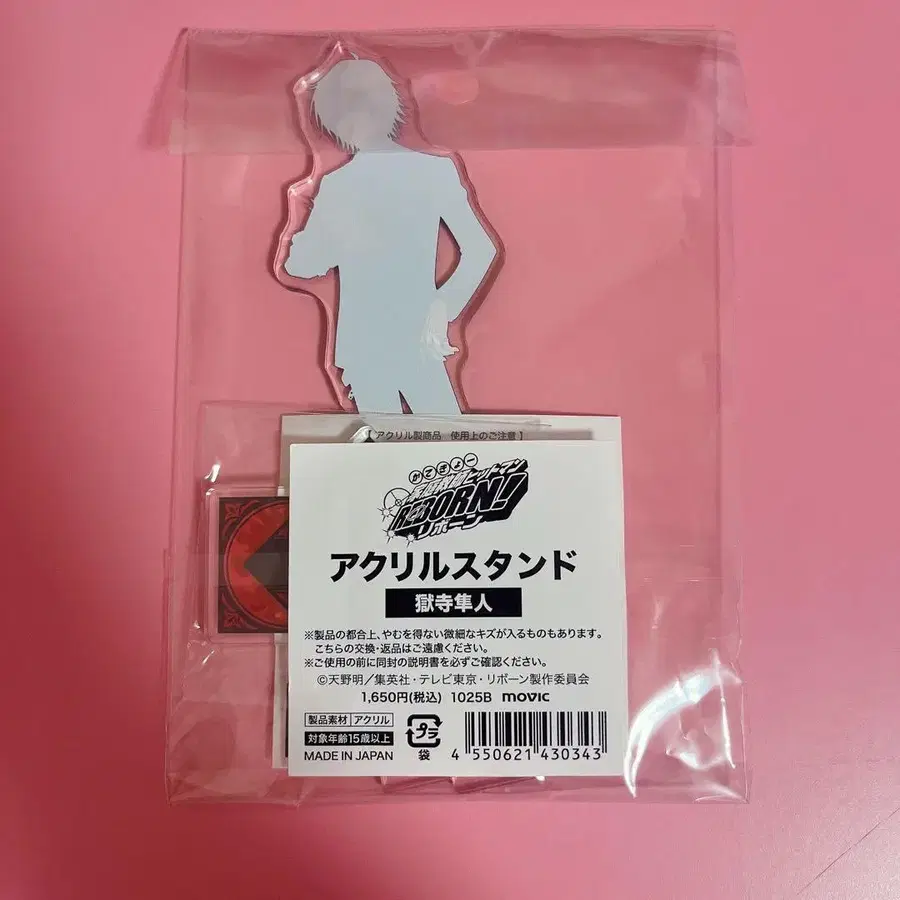 【アクリル製商品 使用上のご注意】
かてきょー
家庭教師ヒットマン
REBORN!
リボーン
アクリルスタンド
獄寺隼人
※製品の都合上、やむを得ない微細なキズが入るものもあります。
こちらの交換・返品はご遠慮ください。
※ご使用の前に同封の説明書を必ずご確認ください。
©天野明／集英社・テレビ東京・リボーン製作委員会
1,650円(税込) 1025B movic
製品素材 アクリル
対象年齢15歳以上
MADE IN JAPAN
プラ
袋
4 550621 430343